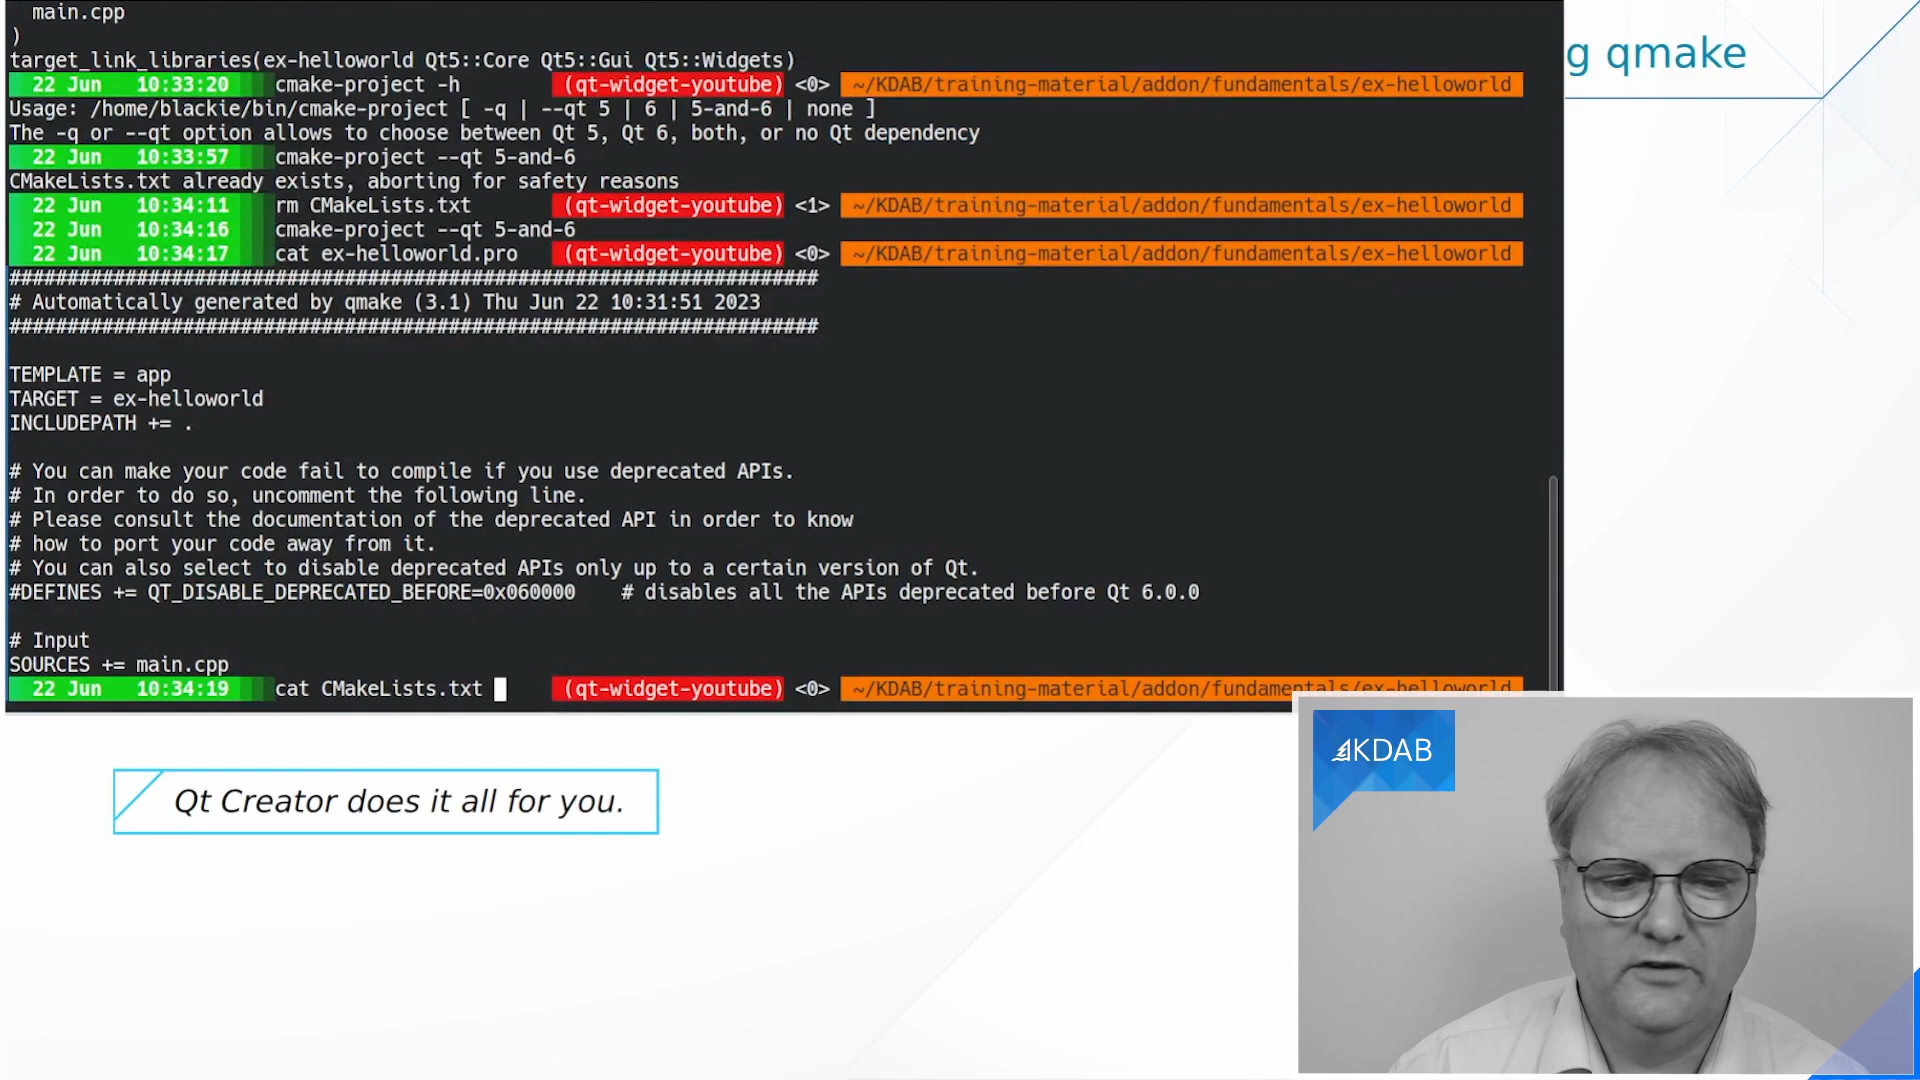 main.cpp
)
target_link_libraries(ex-helloworld Qt5::Core Qt5::Gui Qt5::Widgets)
22 Jun 10:33:20 cmake-project -h (qt-widget-youtube) <0> ~/KDAB/training-material/addon/fundamentals/ex-helloworld
Usage: /home/blackie/bin/cmake-project [ -q | --qt 5 | 6 | 5-and-6 | none ]
The -q or --qt option allows to choose between Qt 5, Qt 6, both, or no Qt dependency
22 Jun 10:33:57 cmake-project --qt 5-and-6
CMakeLists.txt already exists, aborting for safety reasons
22 Jun 10:34:11 rm CMakeLists.txt (qt-widget-youtube) <1> ~/KDAB/training-material/addon/fundamentals/ex-helloworld
22 Jun 10:34:16 cmake-project --qt 5-and-6
22 Jun 10:34:17 cat ex-helloworld.pro (qt-widget-youtube) <0> ~/KDAB/training-material/addon/fundamentals/ex-helloworld
######################################################################
# Automatically generated by qmake (3.1) Thu Jun 22 10:31:51 2023
######################################################################
TEMPLATE = app
TARGET = ex-helloworld
INCLUDEPATH += .
# You can make your code fail to compile if you use deprecated APIs.
# In order to do so, uncomment the following line.
# Please consult the documentation of the deprecated API in order to know
# how to port your code away from it.
# You can also select to disable deprecated APIs only up to a certain version of Qt.
#DEFINES += QT_DISABLE_DEPRECATED_BEFORE=0x060000 # disables all the APIs deprecated before Qt 6.0.0
# Input
SOURCES += main.cpp
22 Jun 10:34:19 cat CMakeLists.txt (qt-widget-youtube) <0> ~/KDAB/training-material/addon/fundamentals/ex-helloworld
g qmake
Qt Creator does it all for you.
KDAB